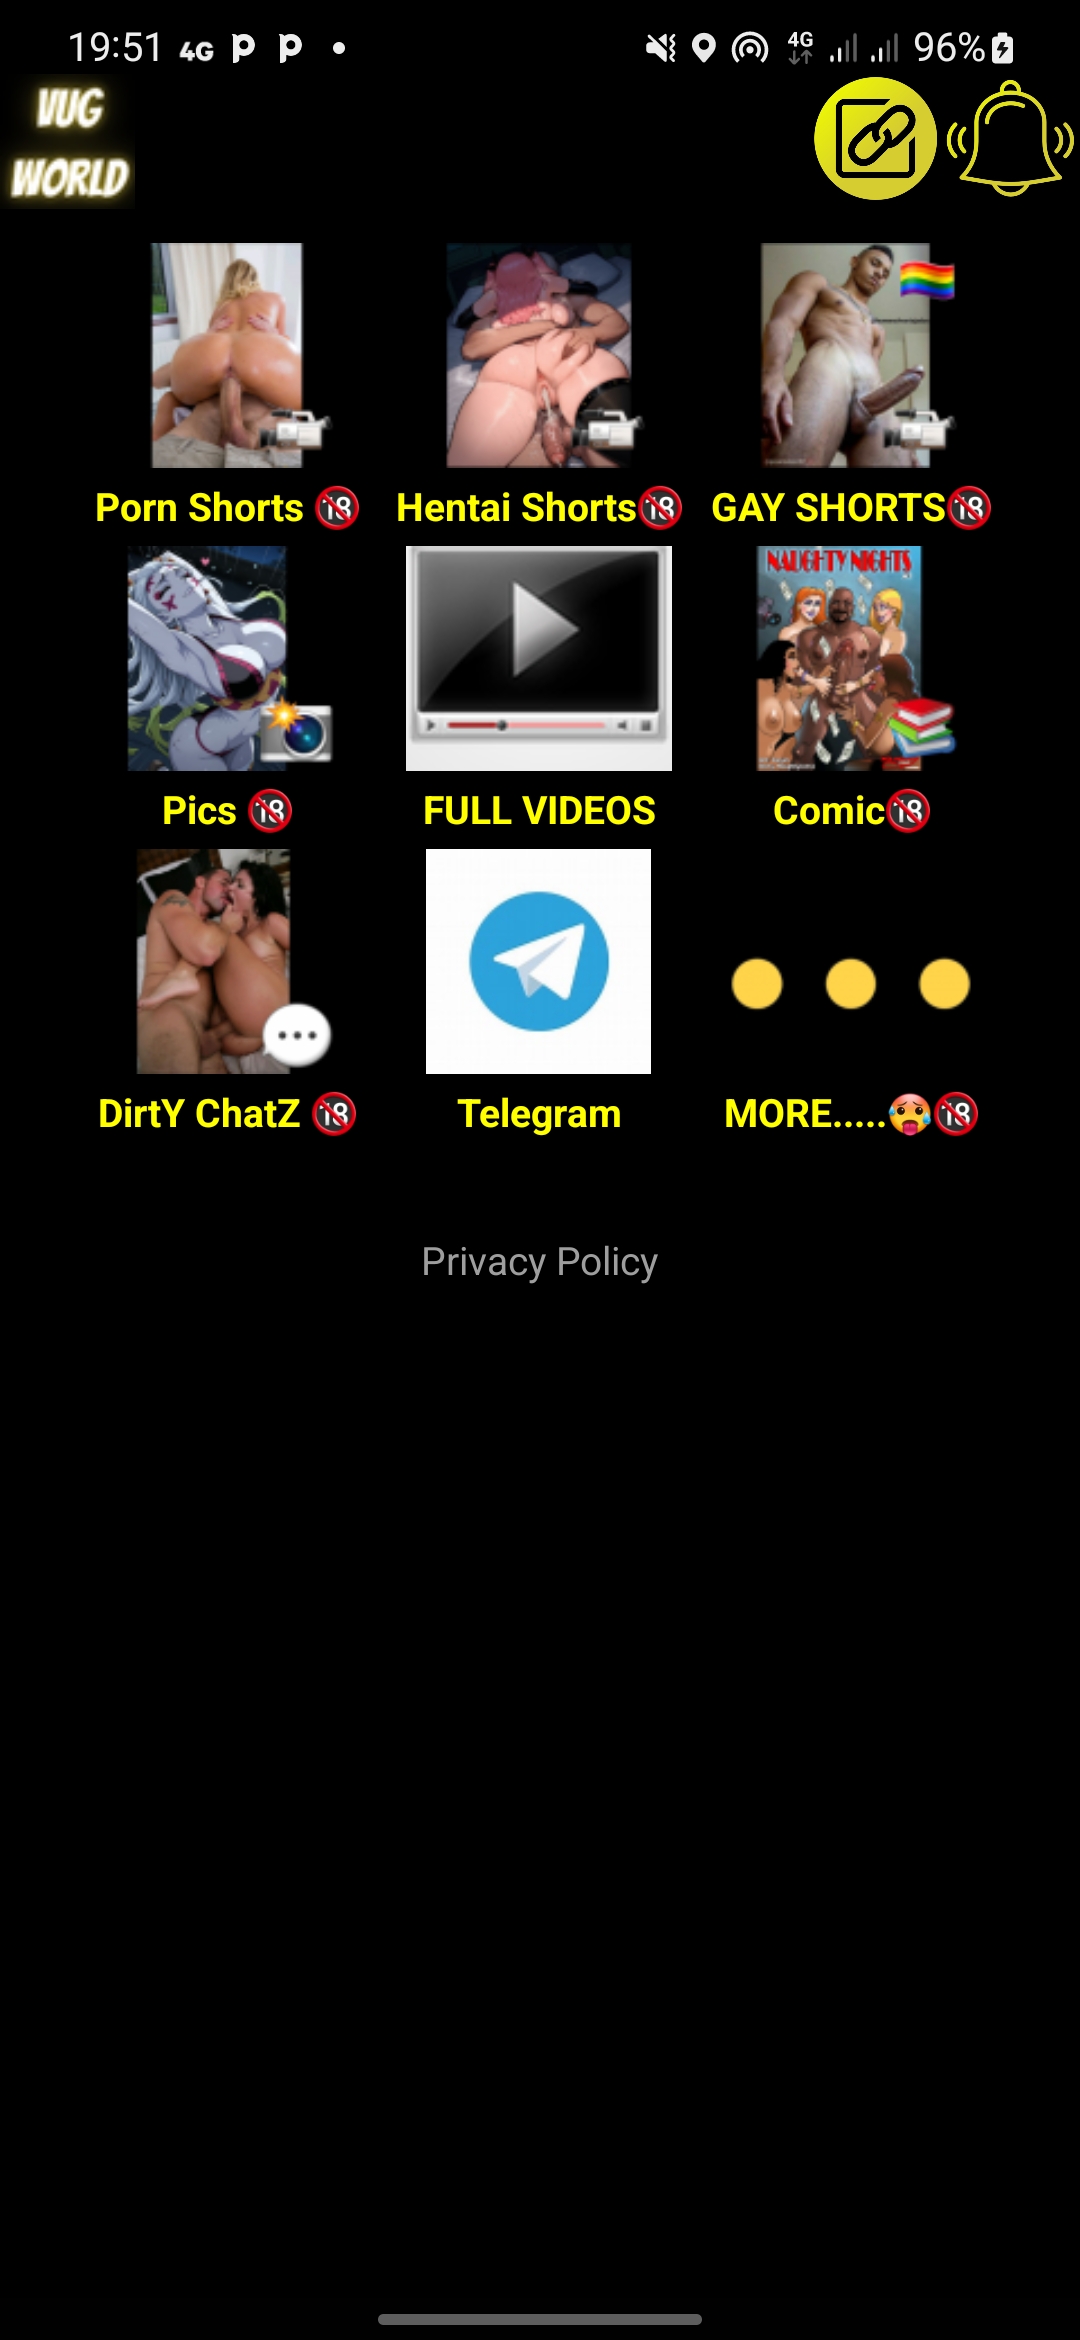 19:51 4G
4G 96%
VUG
WORLD
Porn Shorts 🔞
Hentai Shorts🔞
GAY SHORTS🔞
NAUGHTY NIGHTS
Pics 🔞
FULL VIDEOS
Comic🔞
DirtY ChatZ 🔞
Telegram
MORE.....🥵🔞
Privacy Policy